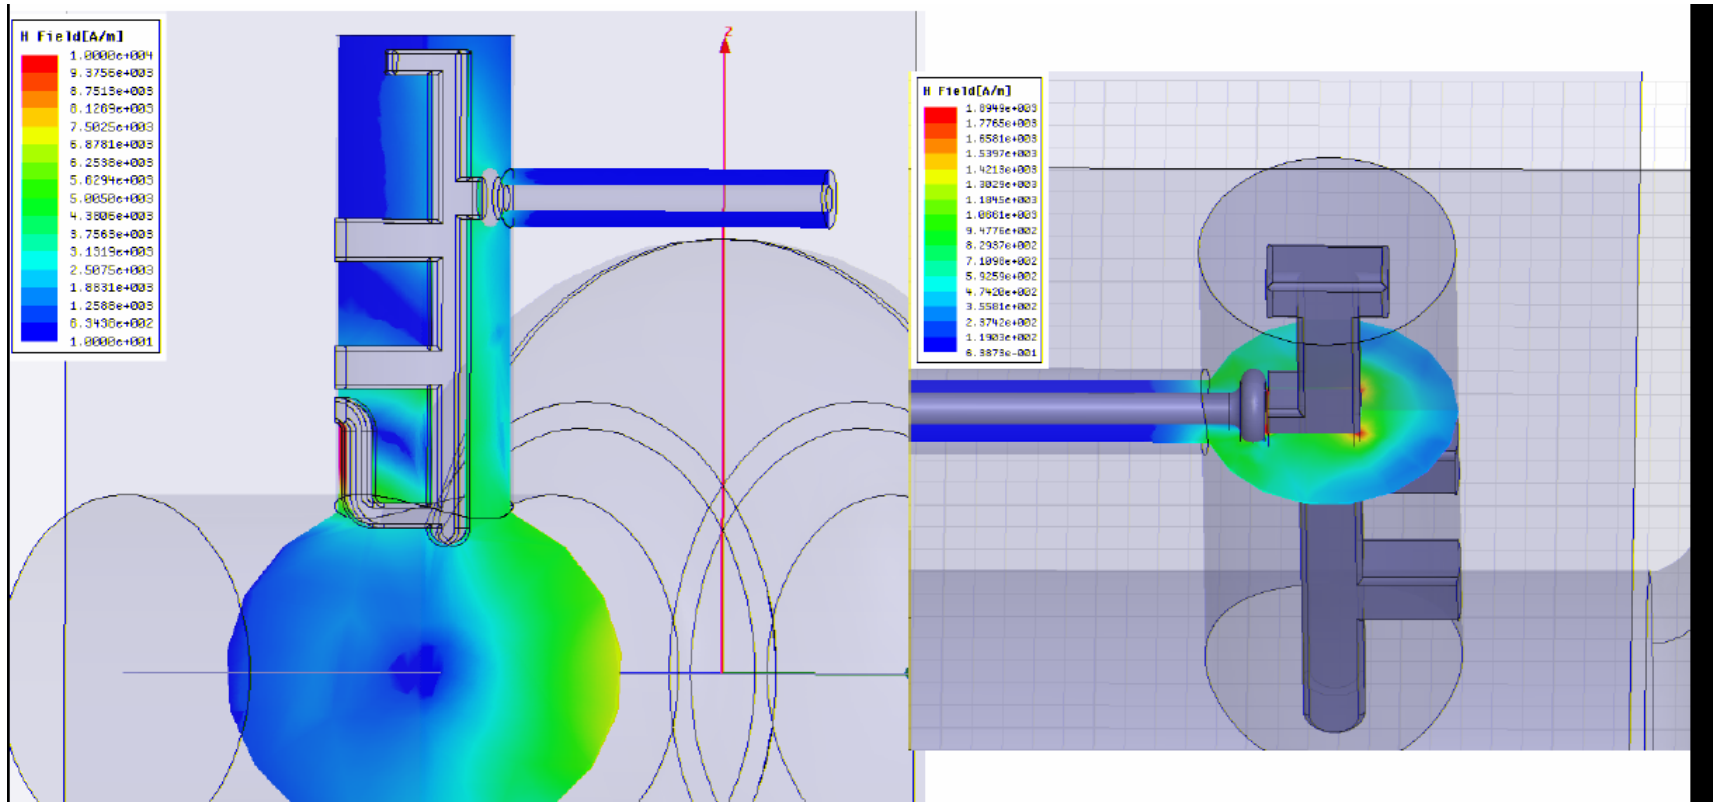 H Field[A/m]
1.0000e+004
9.3756e+003
8.7513e+003
8.1269e+003
7.5025e+003
6.8781e+003
6.2538e+003
5.6294e+003
5.0050e+003
4.3806e+003
3.7563e+003
3.1319e+003
2.5075e+003
1.8831e+003
1.2588e+003
6.3438e+002
1.0000e+001
Z
H Field[A/m]
1.8949e+003
1.7765e+003
1.6581e+003
1.5397e+003
1.4213e+003
1.3029e+003
1.1845e+003
1.0661e+003
9.4776e+002
8.2937e+002
7.1098e+002
5.9259e+002
4.7420e+002
3.5581e+002
2.3742e+002
1.1903e+002
6.3873e-001